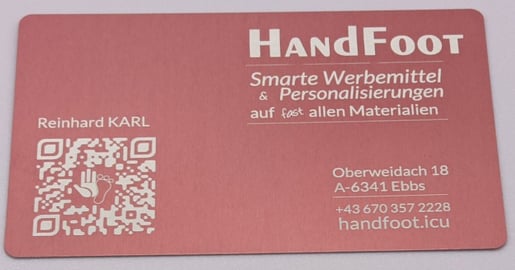 HANDFOOT
Smarte Werbemittel
& Personalisierungen
auf fast allen Materialien
Reinhard KARL
Oberweidach 18
A-6341 Ebbs
+43 670 357 2228
handfoot.icu